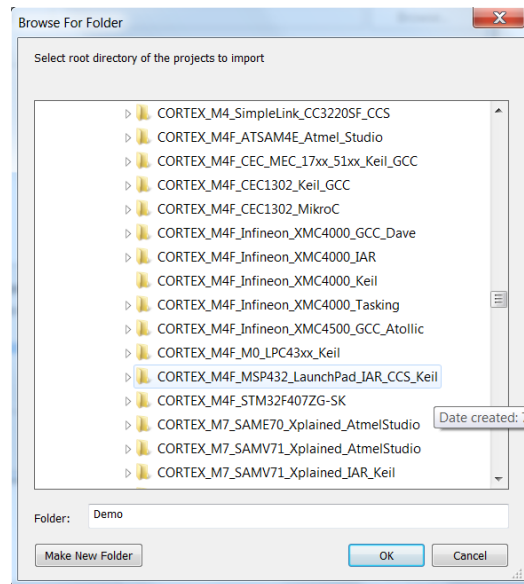 Browse For Folder
Select root directory of the projects to import
CORTEX_M4_SimpleLink_CC3220SF_CCS
CORTEX_M4F_ATSAM4E_Atmel_Studio
CORTEX_M4F_CEC_MEC_17xx_51xx_Keil_GCC
CORTEX_M4F_CEC1302_Keil_GCC
CORTEX_M4F_CEC1302_MikroC
CORTEX_M4F_Infineon_XMC4000_GCC_Dave
CORTEX_M4F_Infineon_XMC4000_IAR
CORTEX_M4F_Infineon_XMC4000_Keil
CORTEX_M4F_Infineon_XMC4000_Tasking
CORTEX_M4F_Infineon_XMC4500_GCC_Atollic
CORTEX_M4F_M0_LPC43xx_Keil
CORTEX_M4F_MSP432_LaunchPad_IAR_CCS_Keil
CORTEX_M4F_STM32F407ZG-SK
CORTEX_M7_SAME70_Xplained_AtmelStudio
Date created:
CORTEX_M7_SAMV71_Xplained_AtmelStudio
CORTEX_M7_SAMV71_Xplained_IAR_Keil
Folder: Demo
Make New Folder OK Cancel